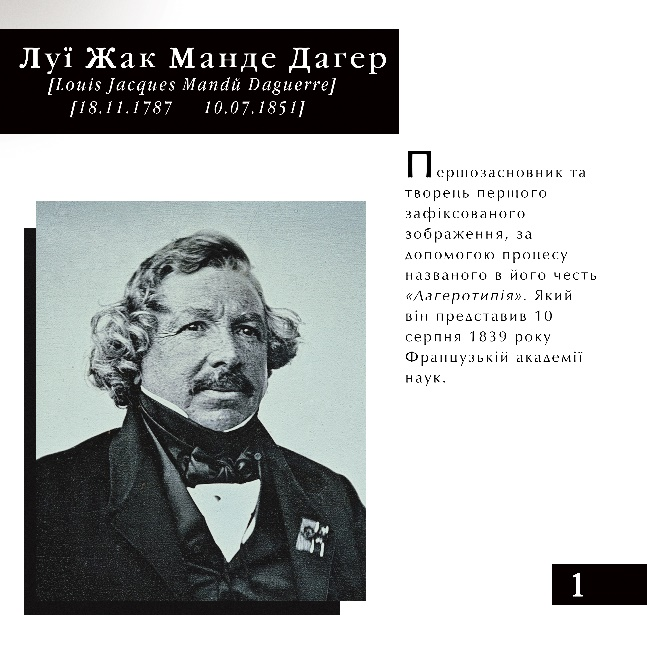 Луї Жак Манде Дагер
[Louis Jacques Mandй Daguerre]
[18.11.1787 10.07.1851]
Першозасновник та
творець першого
зафіксованого
зображення, за
допомогою процесу
названого в його честь
«Дагеротипія». Який
він представив 10
серпня 1839 року
Французькій академії
наук.
1